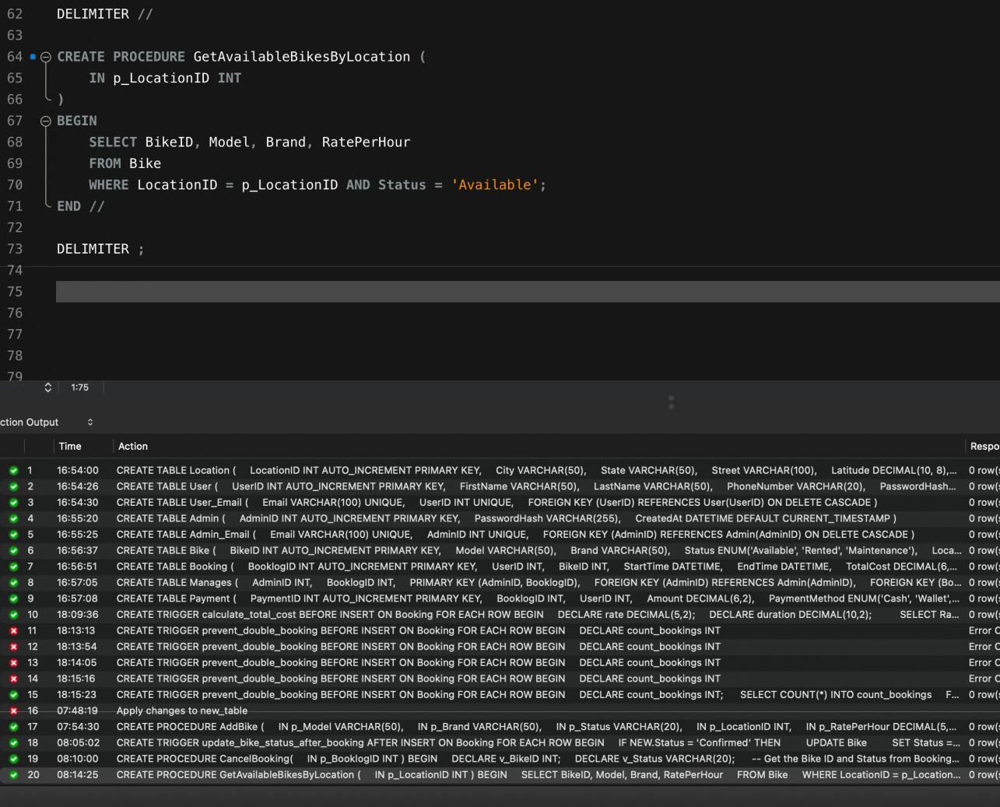 62 DELIMITER //
63
64 CREATE PROCEDURE GetAvailableBikesByLocation (
65 IN p_LocationID INT
66 )
67 BEGIN
68 SELECT BikeID, Model, Brand, RatePerHour
69 FROM Bike
70 WHERE LocationID = p_LocationID AND Status = 'Available';
71 END //
72
73 DELIMITER ;
74
75
76
77
78
79
1:75
ction Output
Time Action Respo
1 16:54:00 CREATE TABLE Location ( LocationID INT AUTO_INCREMENT PRIMARY KEY, City VARCHAR(50), State VARCHAR(50), Street VARCHAR(100), Latitude DECIMAL(10, 8),... 0 row(s
2 16:54:26 CREATE TABLE User ( UserID INT AUTO_INCREMENT PRIMARY KEY, FirstName VARCHAR(50), LastName VARCHAR(50), PhoneNumber VARCHAR(20), PasswordHash... 0 row(s
3 16:54:30 CREATE TABLE User_Email ( Email VARCHAR(100) UNIQUE, UserID INT UNIQUE, FOREIGN KEY (UserID) REFERENCES User(UserID) ON DELETE CASCADE ) 0 row(s
4 16:55:20 CREATE TABLE Admin ( AdminID INT AUTO_INCREMENT PRIMARY KEY, PasswordHash VARCHAR(255), CreatedAt DATETIME DEFAULT CURRENT_TIMESTAMP ) 0 row(s
5 16:55:25 CREATE TABLE Admin_Email ( Email VARCHAR(100) UNIQUE, AdminID INT UNIQUE, FOREIGN KEY (AdminID) REFERENCES Admin(AdminID) ON DELETE CASCADE ) 0 row(s
6 16:56:37 CREATE TABLE Bike ( BikeID INT AUTO_INCREMENT PRIMARY KEY, Model VARCHAR(50), Brand VARCHAR(50), Status ENUM('Available', 'Rented', 'Maintenance'), Loca... 0 row(s
7 16:56:51 CREATE TABLE Booking ( BooklogID INT AUTO_INCREMENT PRIMARY KEY, UserID INT, BikeID INT, StartTime DATETIME, EndTime DATETIME, TotalCost DECIMAL(6,... 0 row(s
8 16:57:05 CREATE TABLE Manages ( AdminID INT, BooklogID INT, PRIMARY KEY (AdminID, BooklogID), FOREIGN KEY (AdminID) REFERENCES Admin(AdminID), FOREIGN KEY (Bo... 0 row(s
9 16:57:08 CREATE TABLE Payment ( PaymentID INT AUTO_INCREMENT PRIMARY KEY, BooklogID INT, UserID INT, Amount DECIMAL(6,2), PaymentMethod ENUM('Cash', 'Wallet',... 0 row(s
10 18:09:36 CREATE TRIGGER calculate_total_cost BEFORE INSERT ON Booking FOR EACH ROW BEGIN DECLARE rate DECIMAL(5,2); DECLARE duration DECIMAL(10,2); SELECT Ra... 0 row(s
11 18:13:13 CREATE TRIGGER prevent_double_booking BEFORE INSERT ON Booking FOR EACH ROW BEGIN DECLARE count_bookings INT Error C
12 18:13:54 CREATE TRIGGER prevent_double_booking BEFORE INSERT ON Booking FOR EACH ROW BEGIN DECLARE count_bookings INT Error C
13 18:14:05 CREATE TRIGGER prevent_double_booking BEFORE INSERT ON Booking FOR EACH ROW BEGIN DECLARE count_bookings INT Error C
14 18:15:16 CREATE TRIGGER prevent_double_booking BEFORE INSERT ON Booking FOR EACH ROW BEGIN DECLARE count_bookings INT Error C
15 18:15:23 CREATE TRIGGER prevent_double_booking BEFORE INSERT ON Booking FOR EACH ROW BEGIN DECLARE count_bookings INT; SELECT COUNT(*) INTO count_bookings F... 0 row(s
16 07:48:19 Apply changes to new_table
17 07:54:30 CREATE PROCEDURE AddBike ( IN p_Model VARCHAR(50), IN p_Brand VARCHAR(50), IN p_Status VARCHAR(20), IN p_LocationID INT, IN p_RatePerHour DECIMAL(5,... 0 row(s
18 08:05:02 CREATE TRIGGER update_bike_status_after_booking AFTER INSERT ON Booking FOR EACH ROW BEGIN IF NEW.Status = 'Confirmed' THEN UPDATE Bike SET Status =... 0 row(s
19 08:10:00 CREATE PROCEDURE CancelBooking( IN p_BooklogID INT ) BEGIN DECLARE v_BikeID INT; DECLARE v_Status VARCHAR(20); -- Get the Bike ID and Status from Booking... 0 row(s
20 08:14:25 CREATE PROCEDURE GetAvailableBikesByLocation ( IN p_LocationID INT ) BEGIN SELECT BikeID, Model, Brand, RatePerHour FROM Bike WHERE LocationID = p_Location... 0 row(s